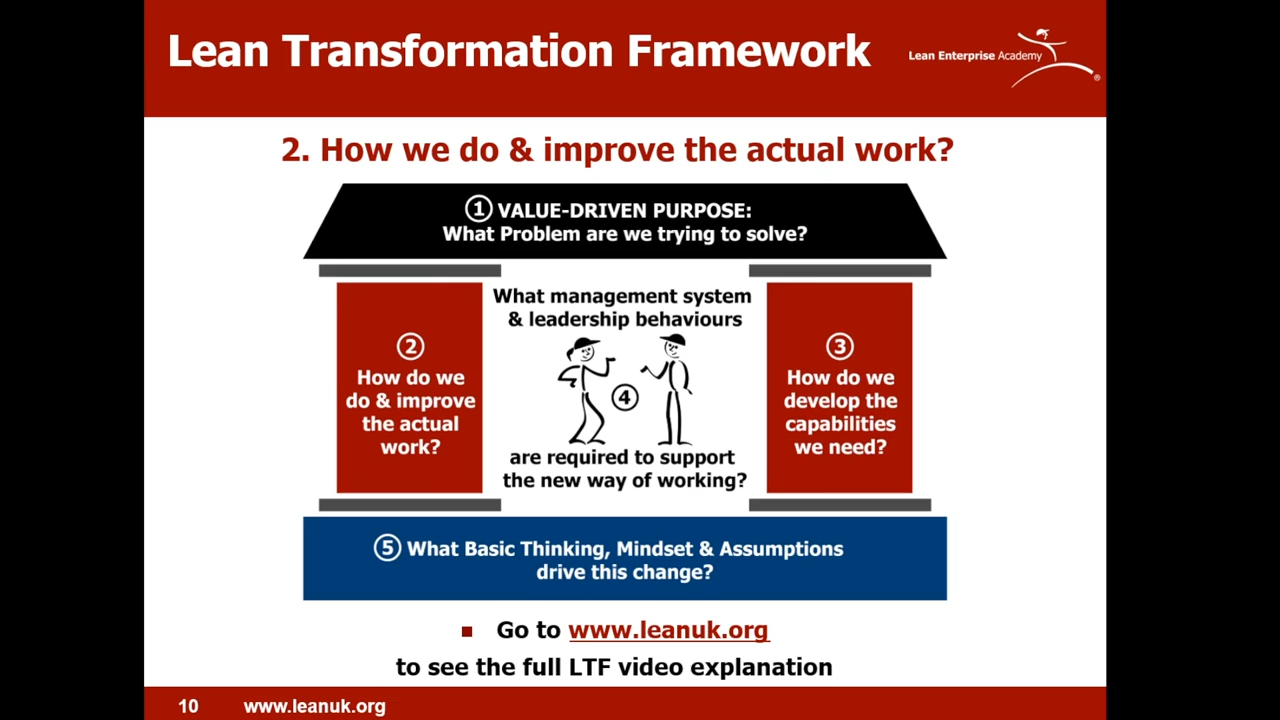 Lean Transformation Framework
Lean Enterprise Academy
®
2. How we do & improve the actual work?
① VALUE-DRIVEN PURPOSE:
What Problem are we trying to solve?
② 
How do we
do & improve
the actual
work?
What management system
& leadership behaviours
④
are required to support
the new way of working?
③
How do we
develop the
capabilities
we need?
⑤ What Basic Thinking, Mindset & Assumptions
drive this change?
▪ Go to www.leanuk.org
to see the full LTF video explanation
10 www.leanuk.org